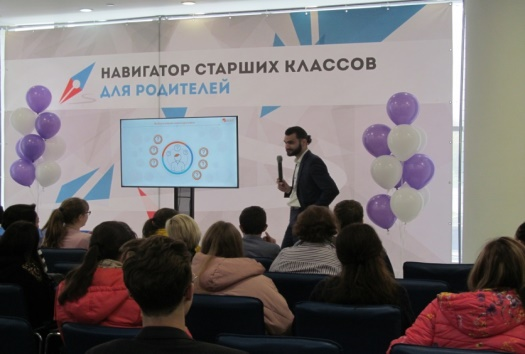 НАВИГАТОР СТАРШИХ КЛАССОВ
ДЛЯ РОДИТЕЛЕЙ